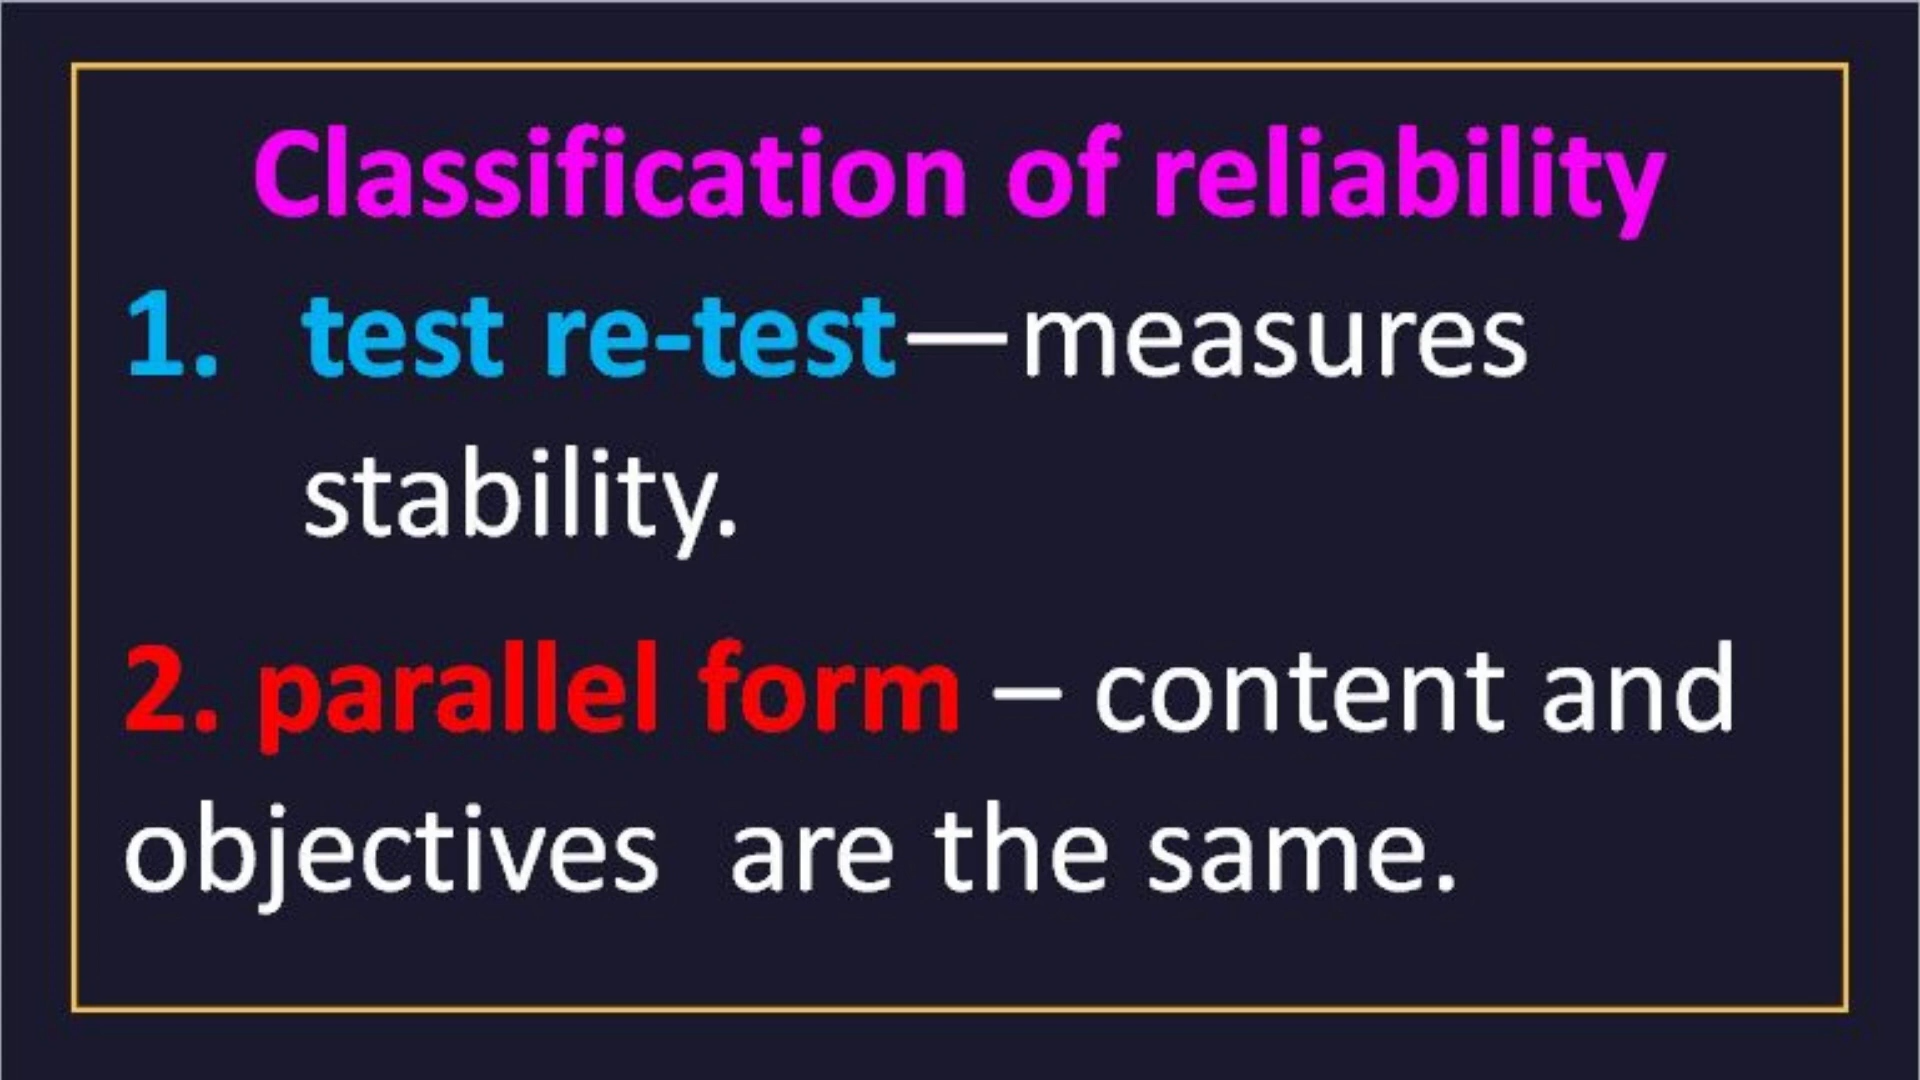 Classification of reliability
1. test re-test—measures
stability.
2. parallel form – content and
objectives are the same.